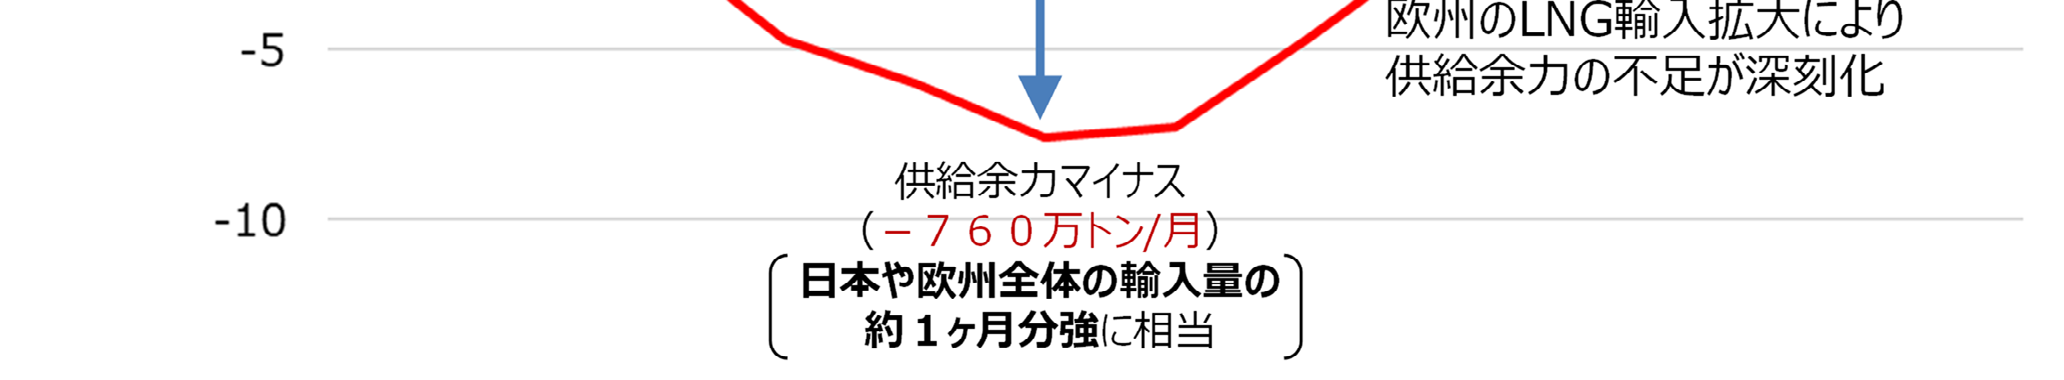 欧州のLNG輸入拡大により
供給余力の不足が深刻化
-5
供給余力マイナス
-10
（－７６０万トン/月）
日本や欧州全体の輸入量の
約１ヶ月分強に相当